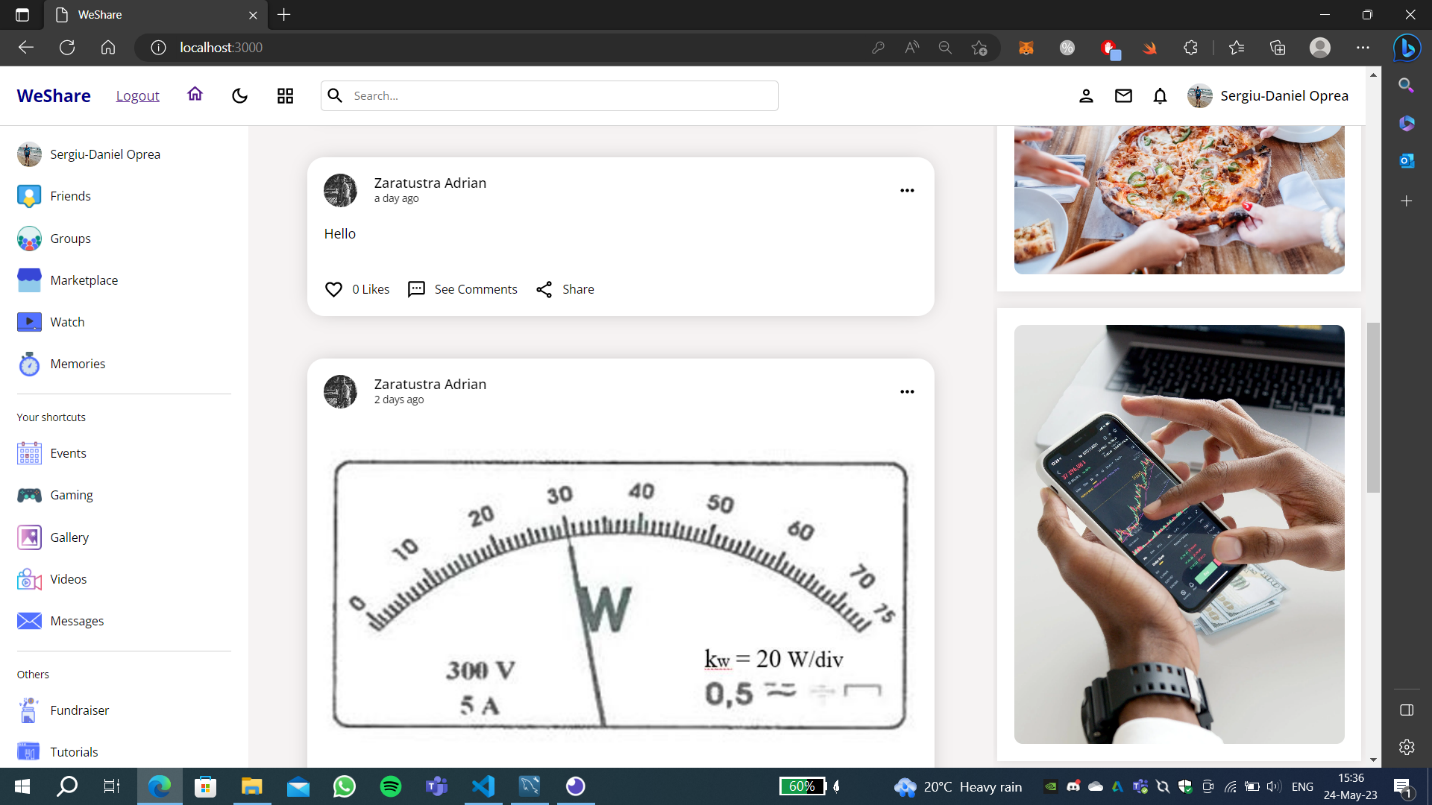 WeShare
localhost:3000
WeShare
Logout
Search...
Sergiu-Daniel Oprea
Sergiu-Daniel Oprea
Friends
Groups
Marketplace
Watch
Memories
Your shortcuts
Events
Gaming
Gallery
Videos
Messages
Others
Fundraiser
Tutorials
Zaratustra Adrian
a day ago
Hello
0 Likes
See Comments
Share
Zaratustra Adrian
2 days ago
0 10 20 30 40 50 60 70 75
W
300 V
5 A
kw = 20 W/div
0,5
60%
20°C Heavy rain
ENG
15:36
24-May-23
1